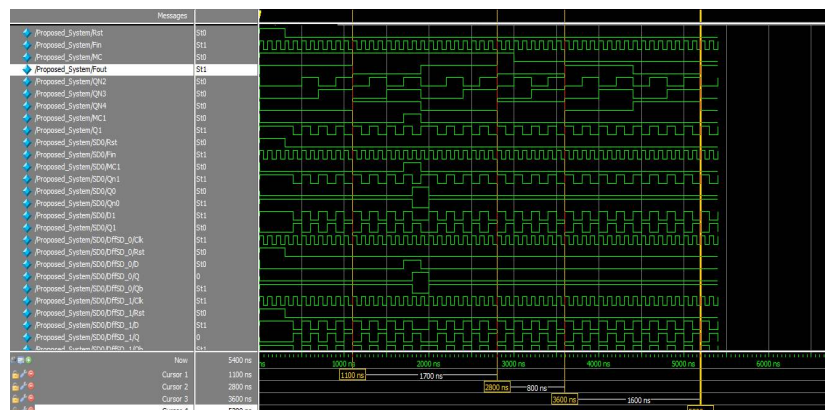 Messages
/Proposed_System/Rst St0
/Proposed_System/Fin St1
/Proposed_System/MC St0
/Proposed_System/Fout St1
/Proposed_System/QN2 St0
/Proposed_System/QN3 St0
/Proposed_System/QN4 St0
/Proposed_System/MC1 St0
/Proposed_System/Q1 St1
/Proposed_System/SD0/Rst St0
/Proposed_System/SD0/Fin St1
/Proposed_System/SD0/MC1 St0
/Proposed_System/SD0/Qn1 St1
/Proposed_System/SD0/Q0 St0
/Proposed_System/SD0/Qn0 St1
/Proposed_System/SD0/D1 St1
/Proposed_System/SD0/Q1 St1
/Proposed_System/SD0/DffSD_0/Clk St1
/Proposed_System/SD0/DffSD_0/Rst St0
/Proposed_System/SD0/DffSD_0/D St0
/Proposed_System/SD0/DffSD_0/Q 0
/Proposed_System/SD0/DffSD_0/Qb St1
/Proposed_System/SD0/DffSD_1/Clk St1
/Proposed_System/SD0/DffSD_1/Rst St0
/Proposed_System/SD0/DffSD_1/D St1
/Proposed_System/SD0/DffSD_1/Q 0
/Proposed_System/SD0/DffSD_1/Qb St1
Now 5400 ns ns 1000 ns 2000 ns 3000 ns 4000 ns 5000 ns 6000 ns
Cursor 1 1100 ns 1100 ns 1700 ns
Cursor 2 2800 ns 2800 ns 800 ns
Cursor 3 3600 ns 3600 ns 1600 ns